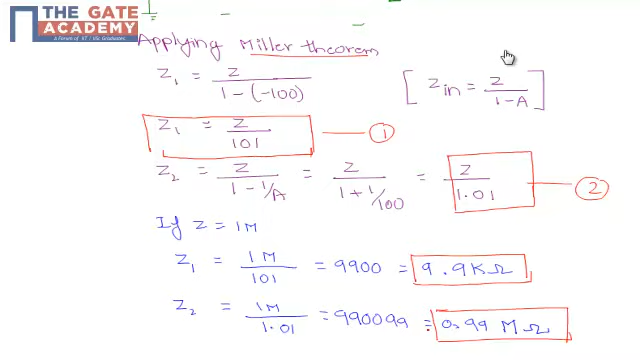 THE GATE
ACADEMY
A Forum of IIT / IISc Graduates
Applying Miller theorem
Z1 = Z / (1 - (-100)) [ Zin = Z / (1 - A) ]
Z1 = Z / 101 — ①
Z2 = Z / (1 - 1/A) = Z / (1 + 1/100) = Z / 1.01 — ②
If Z = 1M
Z1 = 1M / 101 = 9900 = 9.9KΩ
Z2 = 1M / 1.01 = 990099 = 0.99 MΩ